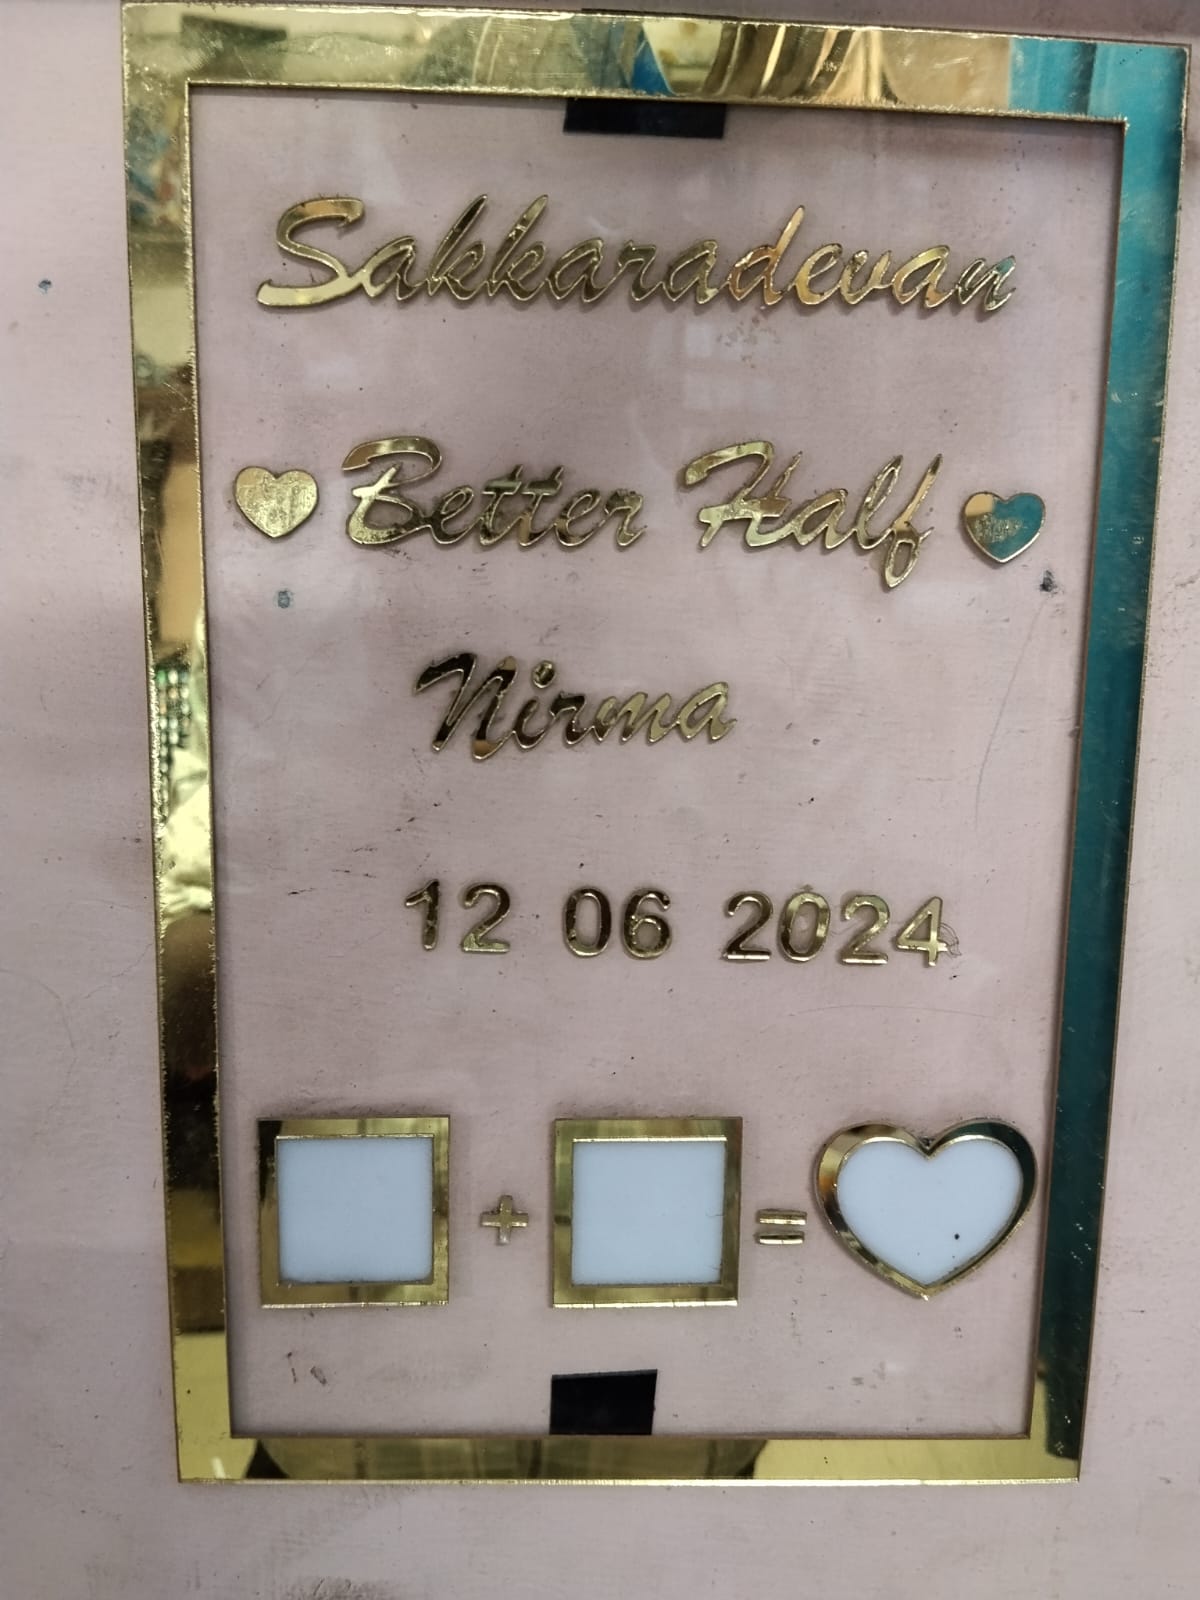 Sakkaradevan
Better Half
Nirma
12 06 2024
+ =